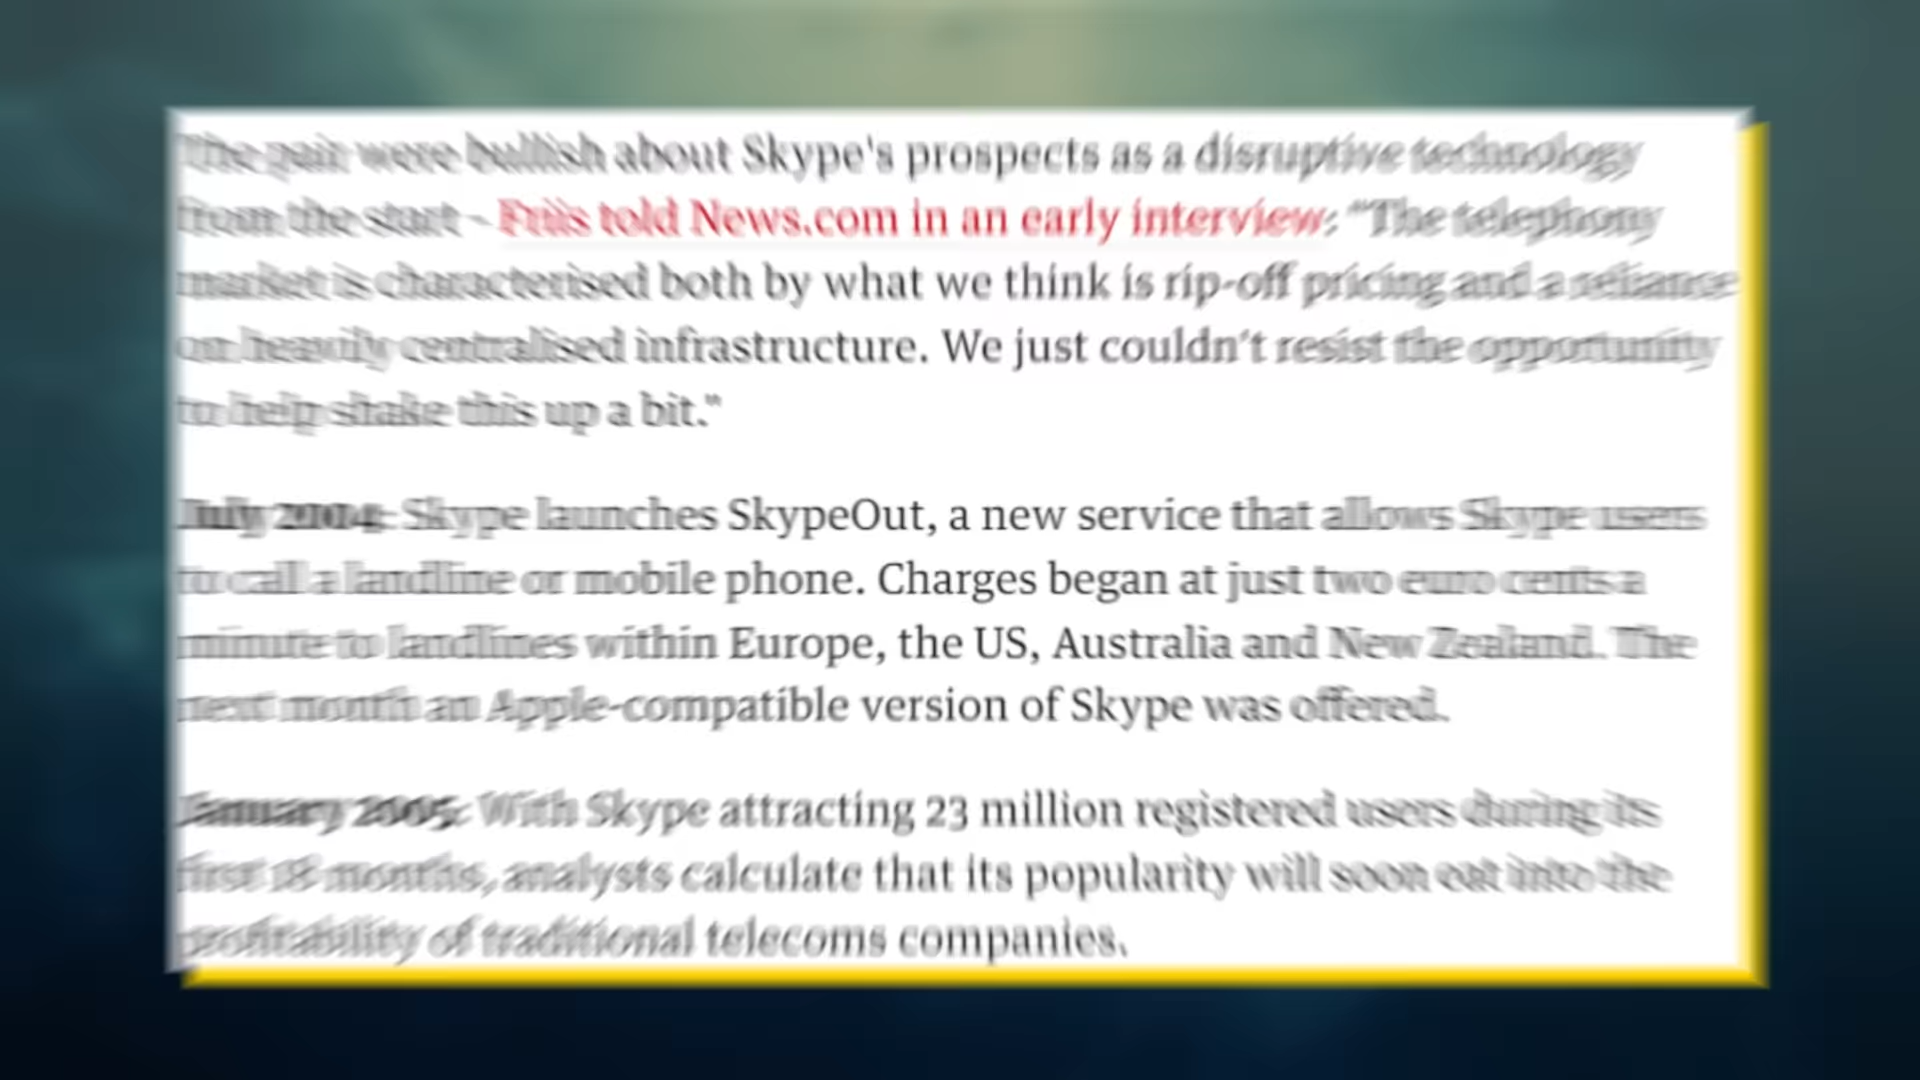 The pair were bullish about Skype's prospects as a disruptive technology
from the start - Friis told News.com in an early interview: "The telephony
market is characterised both by what we think is rip-off pricing and a reliance
on heavily centralised infrastructure. We just couldn't resist the opportunity
to help shake this up a bit."
July 2004: Skype launches SkypeOut, a new service that allows Skype users
to call a landline or mobile phone. Charges began at just two euro cents a
minute to landlines within Europe, the US, Australia and New Zealand. The
next month an Apple-compatible version of Skype was offered.
January 2005: With Skype attracting 23 million registered users during its
first 18 months, analysts calculate that its popularity will soon eat into the
profitability of traditional telecoms companies.